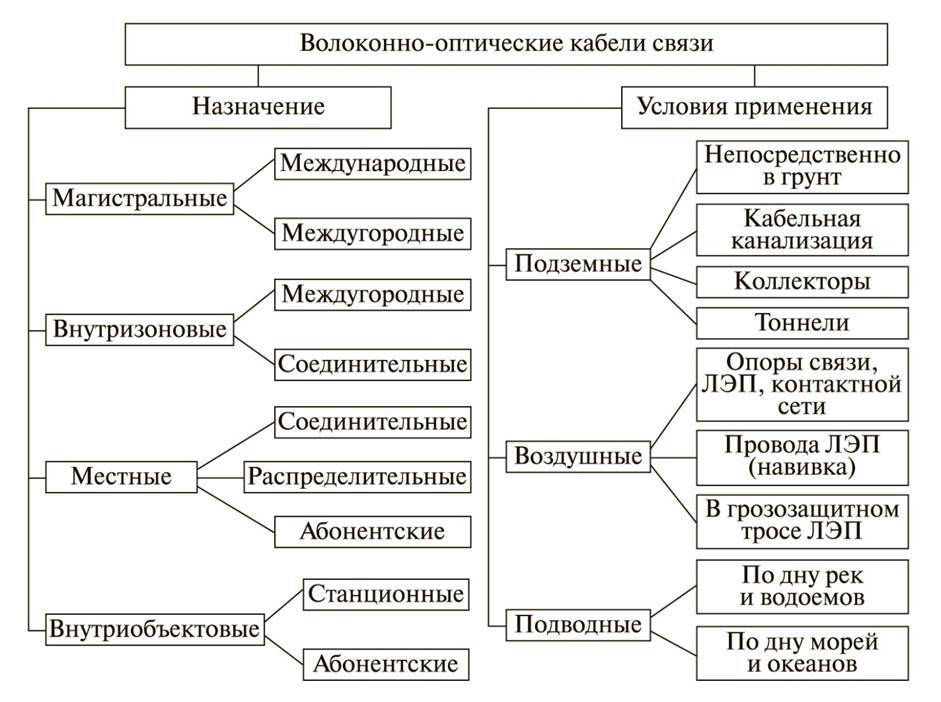 Волоконно-оптические кабели связи
Назначение
Магистральные
Международные
Междугородные
Внутризоновые
Междугородные
Соединительные
Местные
Соединительные
Распределительные
Абонентские
Внутриобъектовые
Станционные
Абонентские
Условия применения
Подземные
Непосредственно
в грунт
Кабельная
канализация
Коллекторы
Тоннели
Воздушные
Опоры связи,
ЛЭП, контактной
сети
Провода ЛЭП
(навивка)
В грозозащитном
тросе ЛЭП
Подводные
По дну рек
и водоемов
По дну морей
и океанов